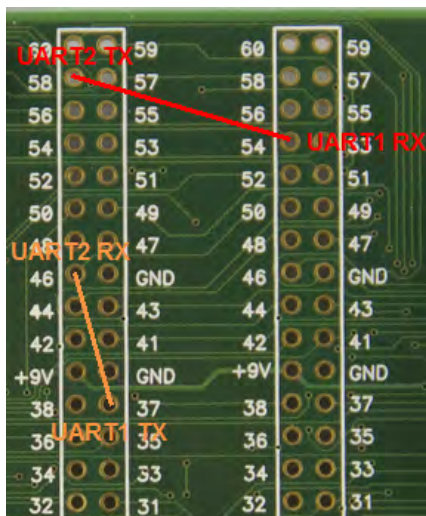 60 59 60 59
UART2 TX
58 57 58 57
56 55 56 55
54 53 54 UART1 RX
52 51 52 51
50 49 50 49
48 47 48 47
UART2 RX
46 GND 46 GND
44 43 44 43
42 41 42 41
+9V GND +9V GND
38 37 38 37
36 35 36 35
UART1 TX
34 33 34 33
32 31 32 31